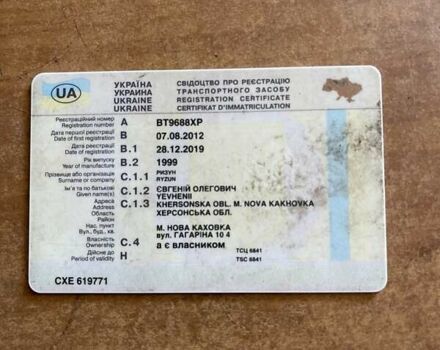 UA
УКРАЇНА СВІДОЦТВО ПРО РЕЄСТРАЦІЮ
УКРАИНА ТРАНСПОРТНОГО ЗАСОБУ
UKRAINE REGISTRATION CERTIFICATE
UKRAINE CERTIFIKAT D'IMMATRICULATION
Реєстраційний номер A BT9688XP
Registration number
Дата першої реєстрації B 07.08.2012
Date of first registration
Дата реєстрації B.1 28.12.2019
Date of registration
Рік випуску B.2 1999
Year of manufacture
Прізвище або організація C.1.1 РИЗУН
Surname or company RYZUN
Ім'я та по батькові C.1.2 ЄВГЕНІЙ ОЛЕГОВИЧ
Given name(s) YEVHENII
Адреса C.1.3 KHERSONSKA OBL. M. NOVA KAKHOVKA
Address
Область ХЕРСОНСЬКА ОБЛ.
Район
Нас. пункт М. НОВА КАХОВКА
Вул., буд., кв. вул. ГАГАРІНА 10 4
Власність C.4 а є власником
Ownership
Дійсне до H ТСЦ 6541
Period of validity TSC 6541
CXE 619771